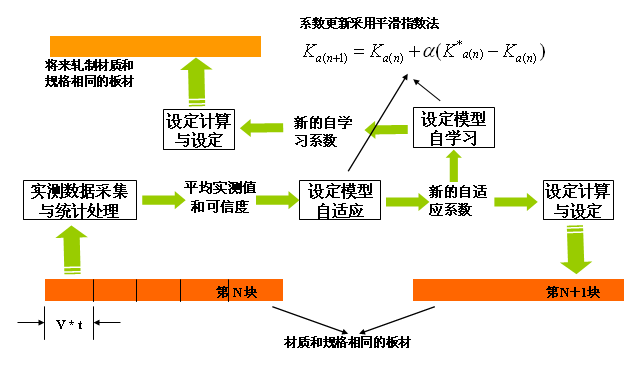 系数更新采用平滑指数法
K a(n+1) = K a(n) + α(K* a(n) − K a(n))
将来轧制材质和
规格相同的板材
设定计算
与设定
新的自学
习系数
设定模型
自学习
实测数据采集
与统计处理
平均实测值
和可信度
设定模型
自适应
新的自适
应系数
设定计算
与设定
第N块
第N+1块
V * t
材质和规格相同的板材